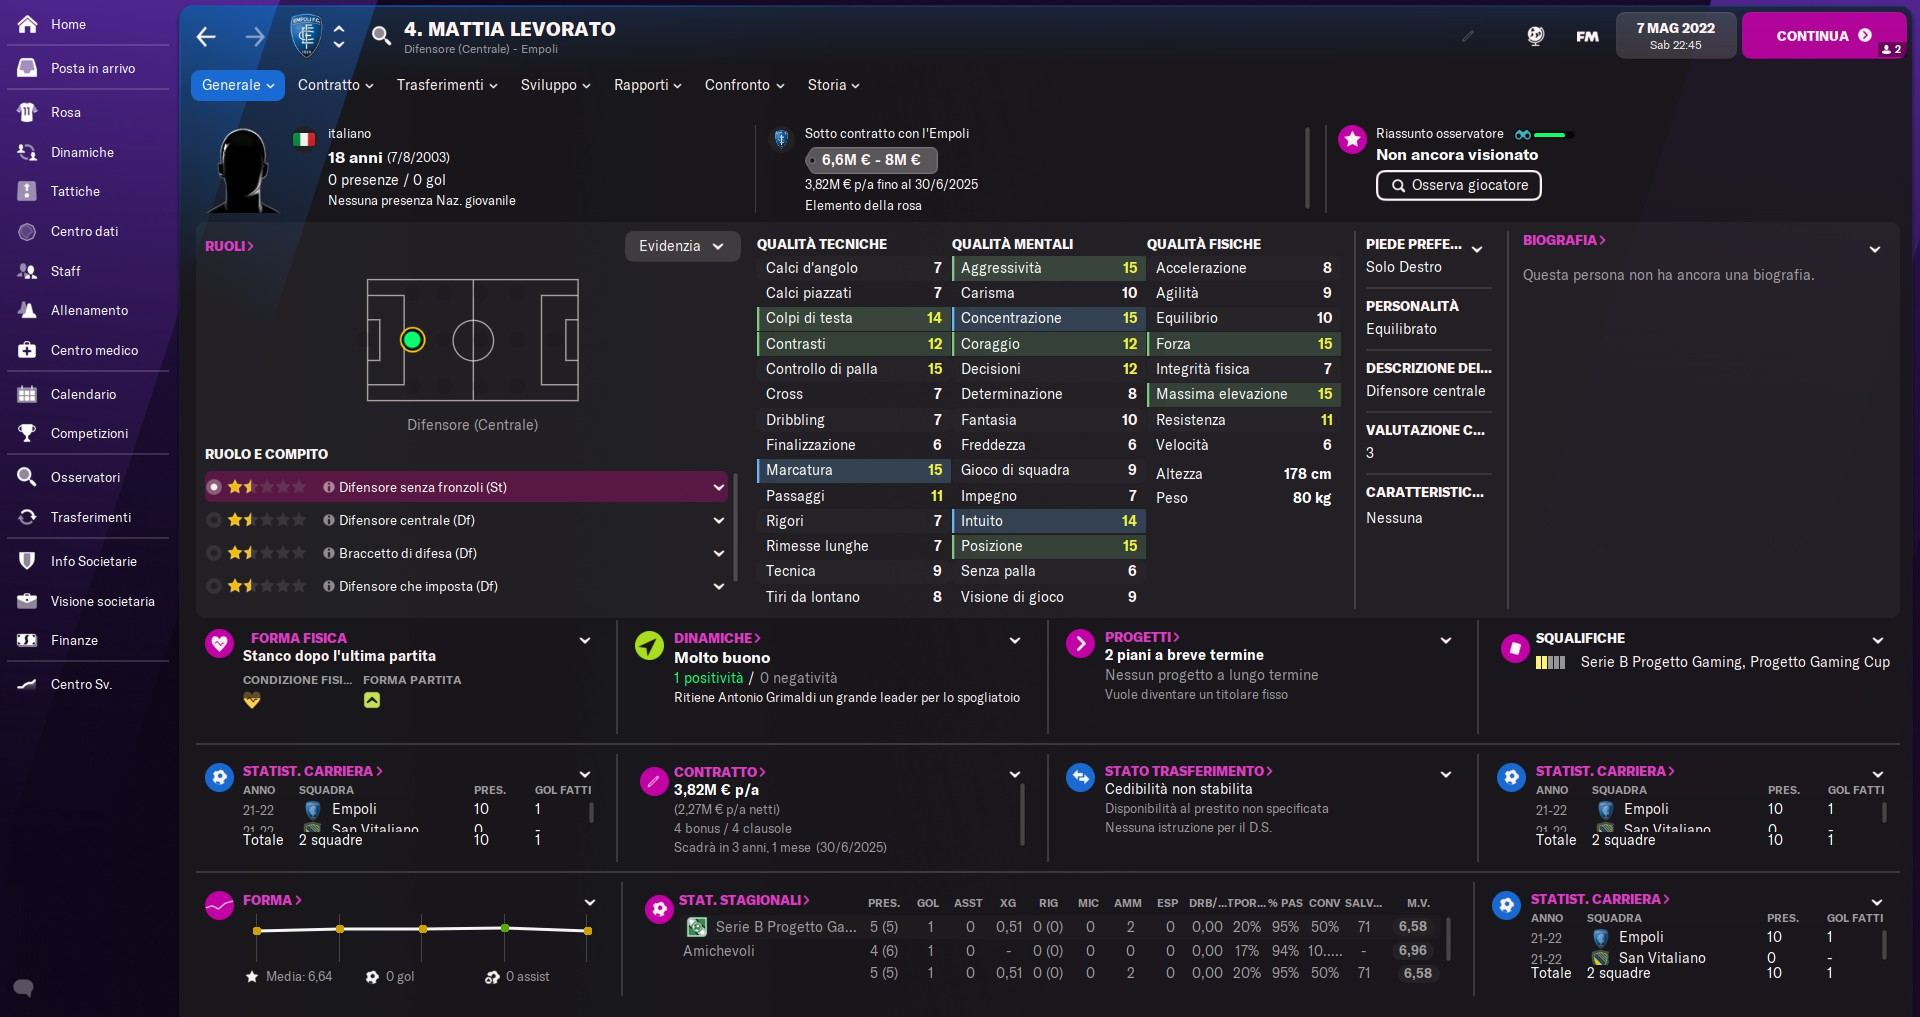 Home
Posta in arrivo
Rosa
Dinamiche
Tattiche
Centro dati
Staff
Allenamento
Centro medico
Calendario
Competizioni
Osservatori
Trasferimenti
Info Societarie
Visione societaria
Finanze
Centro Sv.
4. MATTIA LEVORATO
Difensore (Centrale) - Empoli
FM
7 MAG 2022
Sab 22:45
CONTINUA
2
Generale
Contratto
Trasferimenti
Sviluppo
Rapporti
Confronto
Storia
italiano
18 anni (7/8/2003)
0 presenze / 0 gol
Nessuna presenza Naz. giovanile
Sotto contratto con l'Empoli
6,6M € - 8M €
3,82M € p/a fino al 30/6/2025
Elemento della rosa
Riassunto osservatore
Non ancora visionato
Osserva giocatore
RUOLI
Evidenzia
Difensore (Centrale)
RUOLO E COMPITO
Difensore senza fronzoli (St)
Difensore centrale (Df)
Braccetto di difesa (Df)
Difensore che imposta (Df)
QUALITÀ TECNICHE
Calci d'angolo 7
Calci piazzati 7
Colpi di testa 14
Contrasti 12
Controllo di palla 15
Cross 7
Dribbling 7
Finalizzazione 6
Marcatura 15
Passaggi 11
Rigori 7
Rimesse lunghe 7
Tecnica 9
Tiri da lontano 8
QUALITÀ MENTALI
Aggressività 15
Carisma 10
Concentrazione 15
Coraggio 12
Decisioni 12
Determinazione 8
Fantasia 10
Freddezza 6
Gioco di squadra 9
Impegno 7
Intuito 14
Posizione 15
Senza palla 6
Visione di gioco 9
QUALITÀ FISICHE
Accelerazione 8
Agilità 9
Equilibrio 10
Forza 15
Integrità fisica 7
Massima elevazione 15
Resistenza 11
Velocità 6
Altezza 178 cm
Peso 80 kg
PIEDE PREFE...
Solo Destro
PERSONALITÀ
Equilibrato
DESCRIZIONE DEI...
Difensore centrale
VALUTAZIONE C...
3
CARATTERISTIC...
Nessuna
BIOGRAFIA
Questa persona non ha ancora una biografia.
FORMA FISICA
Stanco dopo l'ultima partita
CONDIZIONE FISI... FORMA PARTITA
DINAMICHE
Molto buono
1 positività / 0 negatività
Ritiene Antonio Grimaldi un grande leader per lo spogliatoio
PROGETTI
2 piani a breve termine
Nessun progetto a lungo termine
Vuole diventare un titolare fisso
SQUALIFICHE
Serie B Progetto Gaming, Progetto Gaming Cup
STATIST. CARRIERA
ANNO SQUADRA PRES. GOL FATTI
21-22 Empoli 10 1
21-22 San Vitaliano 0 -
Totale 2 squadre 10 1
CONTRATTO
3,82M € p/a
(2,27M € p/a netti)
4 bonus / 4 clausole
Scadrà in 3 anni, 1 mese (30/6/2025)
STATO TRASFERIMENTO
Cedibilità non stabilita
Disponibilità al prestito non specificata
Nessuna istruzione per il D.S.
STATIST. CARRIERA
ANNO SQUADRA PRES. GOL FATTI
21-22 Empoli 10 1
21-22 San Vitaliano 0 -
Totale 2 squadre 10 1
FORMA
Media: 6,64 0 gol 0 assist
STAT. STAGIONALI PRES. GOL ASST XG RIG MIC AMM ESP DRB/... TPOR... % PAS CONV SALV... M.V.
Serie B Progetto Ga... 5 (5) 1 0 0,51 0 (0) 0 2 0 0,00 20% 95% 50% 71 6,58
Amichevoli 4 (6) 1 0 - 0 (0) 0 0 0 0,00 17% 94% 10..... - 6,96
5 (5) 1 0 0,51 0 (0) 0 2 0 0,00 20% 95% 50% 71 6,58
STATIST. CARRIERA
ANNO SQUADRA PRES. GOL FATTI
21-22 Empoli 10 1
21-22 San Vitaliano 0 -
Totale 2 squadre 10 1